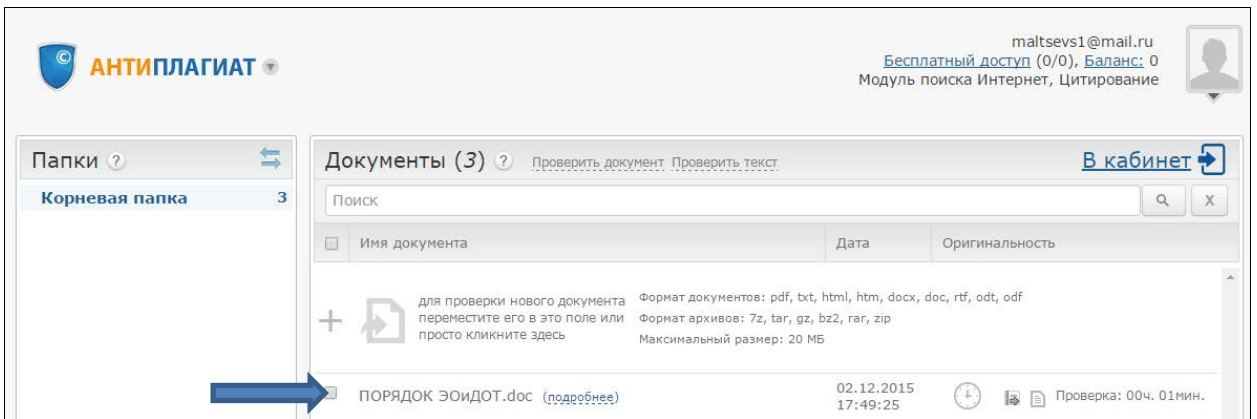 ©
АНТИПЛАГИАТ
maltsevs1@mail.ru
Бесплатный доступ (0/0), Баланс: 0
Модуль поиска Интернет, Цитирование
Папки ?
Корневая папка 3
Документы (3) ? Проверить документ Проверить текст В кабинет
Поиск X
Имя документа Дата Оригинальность
для проверки нового документа
переместите его в это поле или
просто кликните здесь
Формат документов: pdf, txt, html, htm, docx, doc, rtf, odt, odf
Формат архивов: 7z, tar, gz, bz2, rar, zip
Максимальный размер: 20 МБ
ПОРЯДОК ЭОиДОТ.doc (подробнее)
02.12.2015
17:49:25
Проверка: 00ч. 01мин.